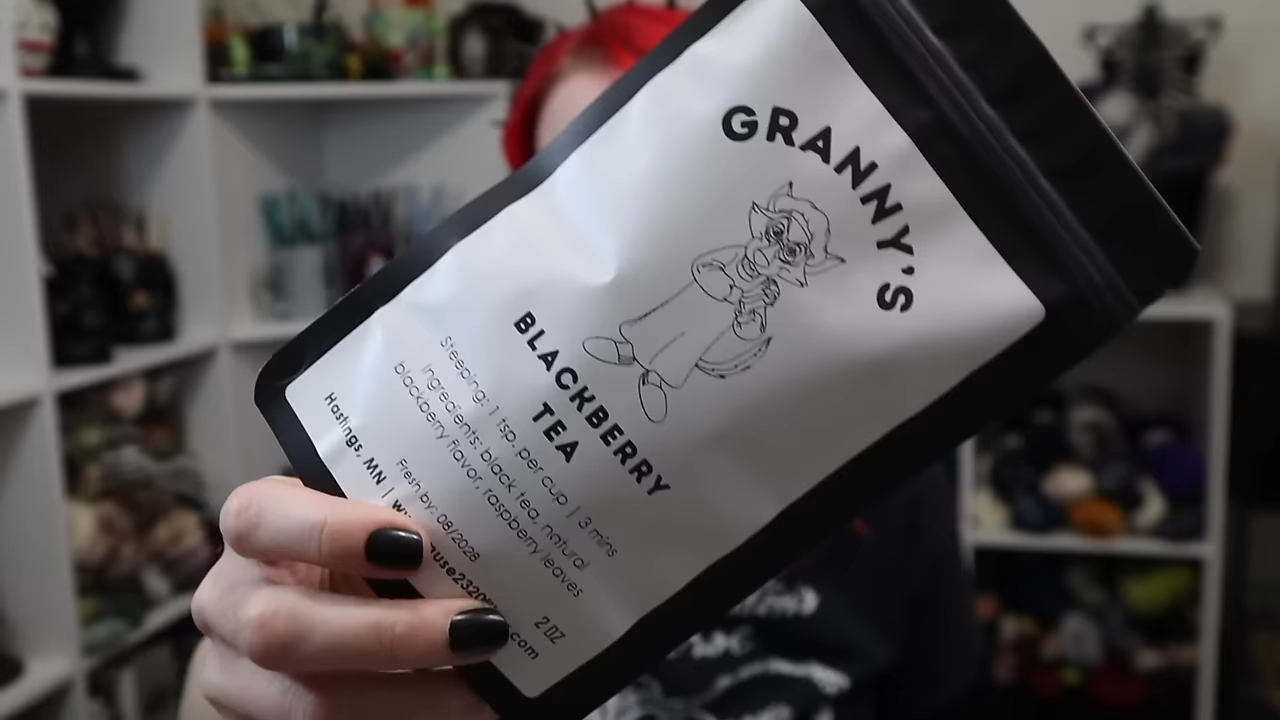 GRANNY'S
BLACKBERRY
TEA
Steeping: 1 tsp. per cup | 3 mins
Ingredients: black tea, natural
blackberry flavor, raspberry leaves
Fresh by: 08/2028
2 OZ
Hastings, MN |